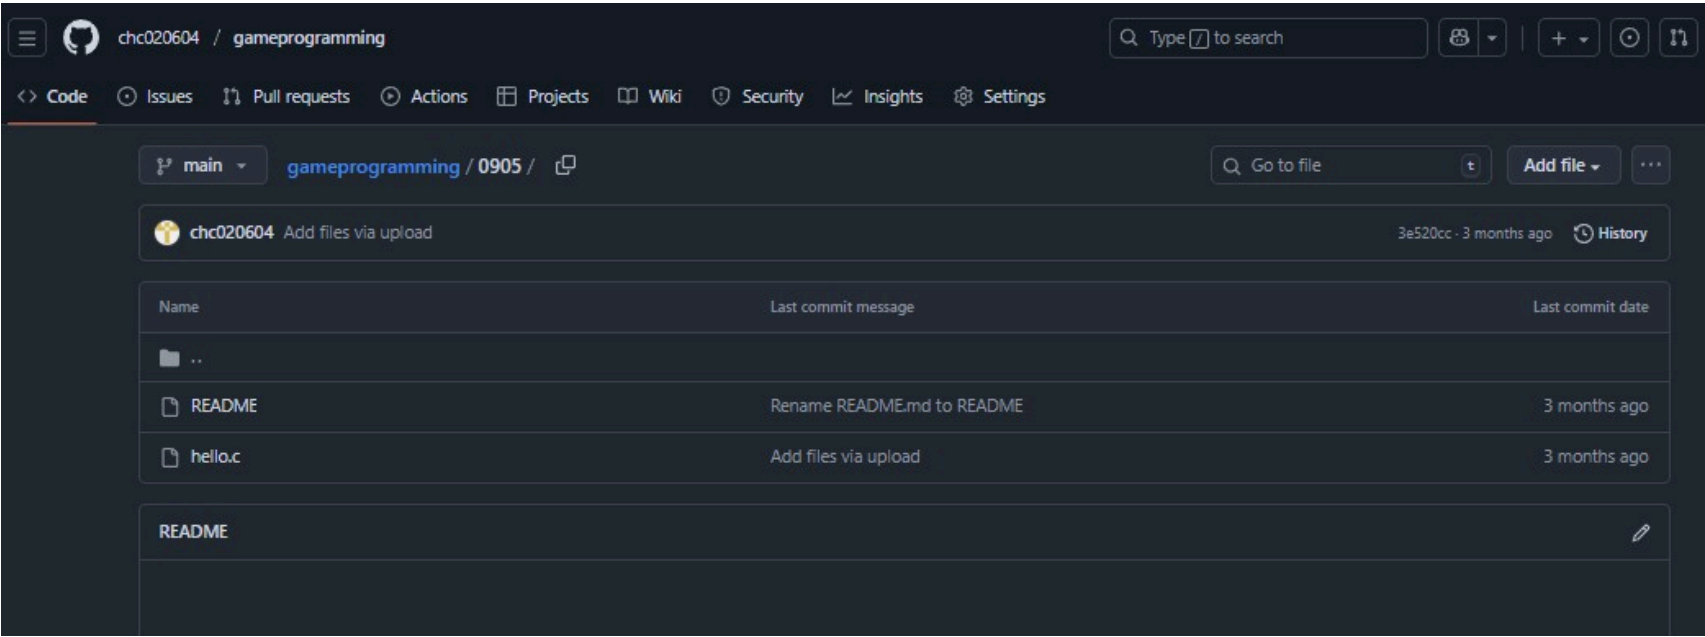 chc020604 / gameprogramming
Type / to search
Code Issues Pull requests Actions Projects Wiki Security Insights Settings
main gameprogramming / 0905 / Go to file t Add file ...
chc020604 Add files via upload 3e520cc · 3 months ago History
Name Last commit message Last commit date
..
README Rename README.md to README 3 months ago
hello.c Add files via upload 3 months ago
README